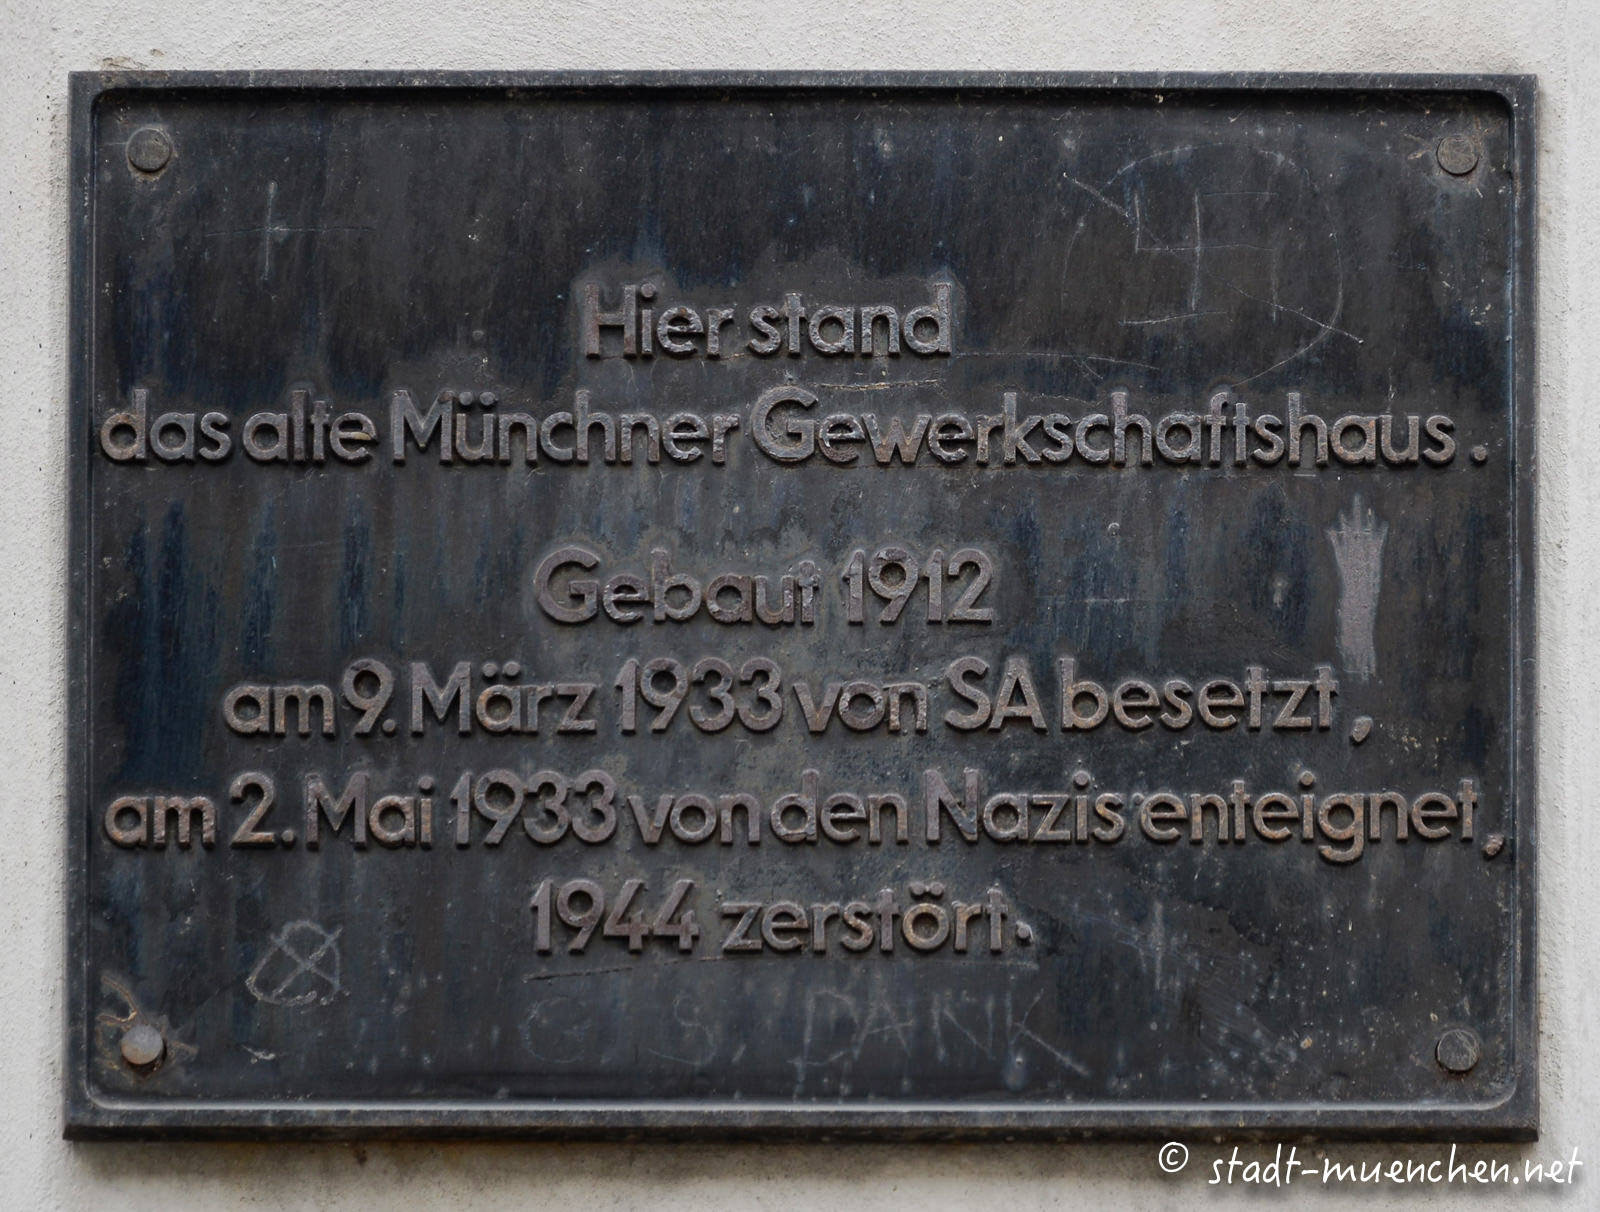 Hier stand
das alte Münchner Gewerkschaftshaus.
Gebaut 1912
am 9. März 1933 von SA besetzt,
am 2. Mai 1933 von den Nazis enteignet,
1944 zerstört.
© stadt-muenchen.net